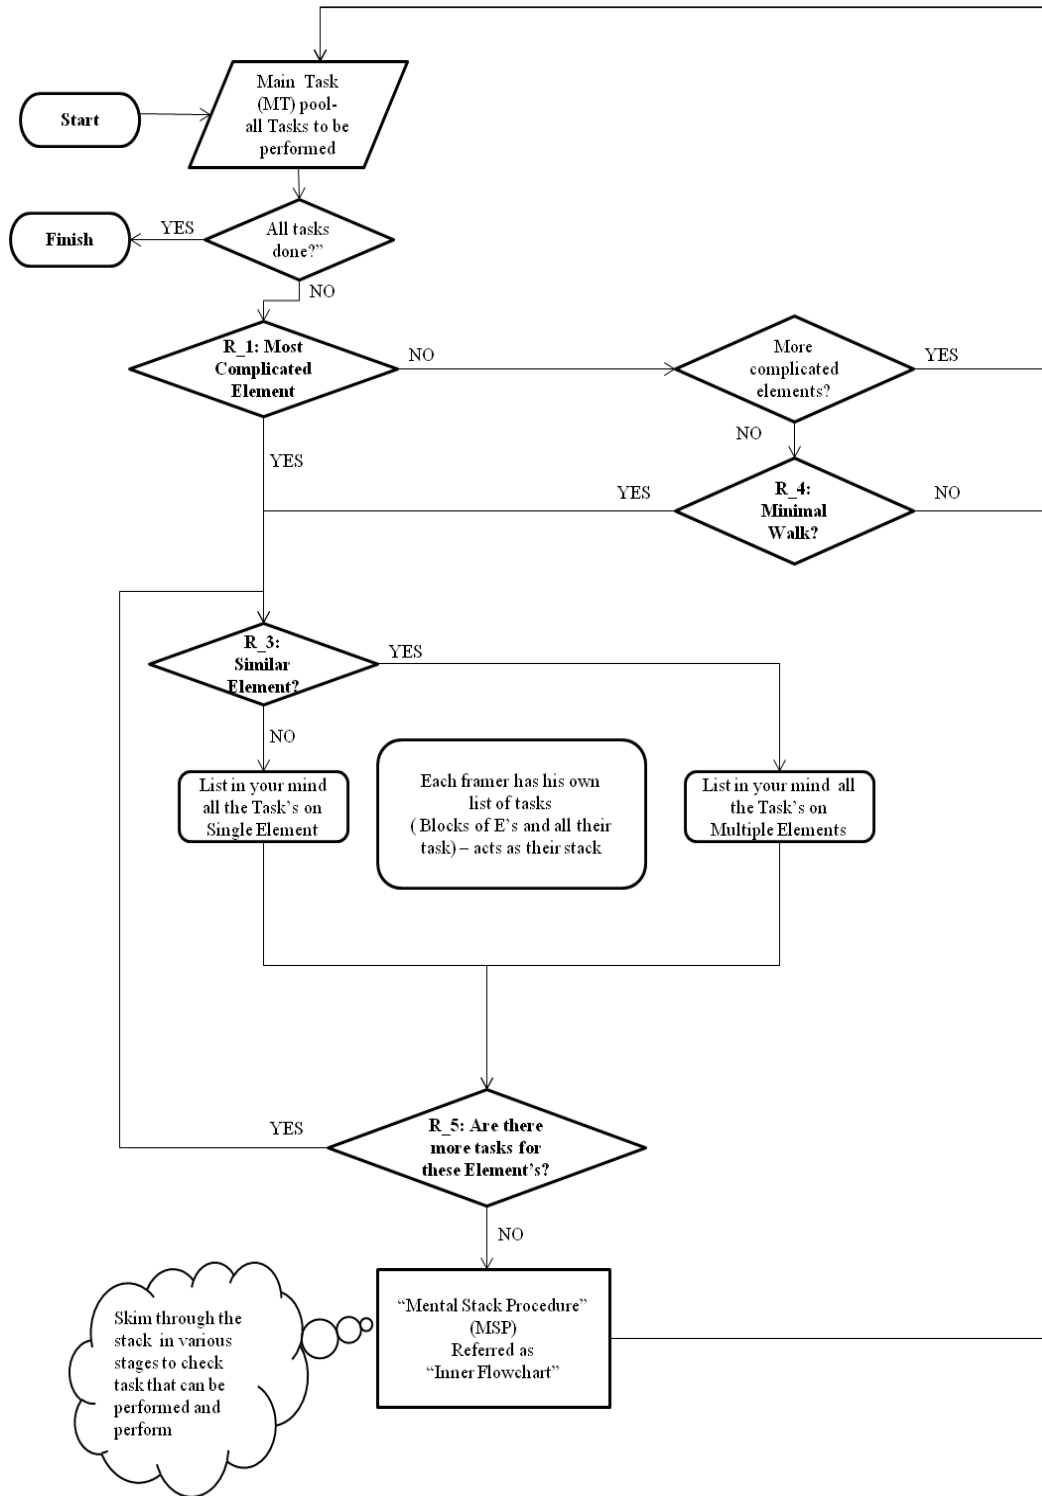 Main Task
(MT) pool-
all Tasks to be
performed
Start
All tasks
done?”
YES
Finish
NO
R_1: Most
Complicated
Element
NO
More
complicated
elements?
YES
YES
NO
YES
R_4:
Minimal
Walk?
NO
R_3:
Similar
Element?
YES
NO
List in your mind
all the Task’s on
Single Element
Each framer has his own
list of tasks
( Blocks of E’s and all their
task) – acts as their stack
List in your mind all
the Task’s on
Multiple Elements
YES
R_5: Are there
more tasks for
these Element’s?
NO
“Mental Stack Procedure”
(MSP)
Referred as
“Inner Flowchart”
Skim through the
stack in various
stages to check
task that can be
performed and
perform